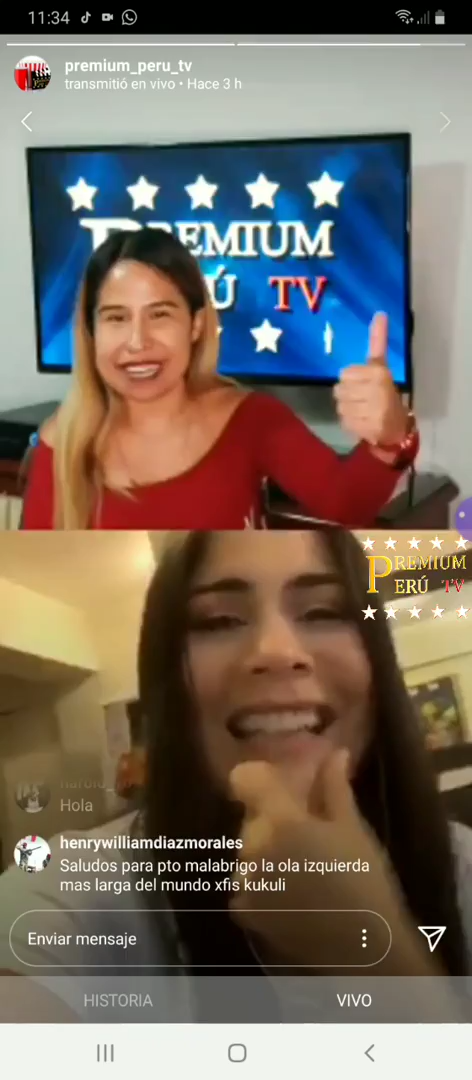 11:34
premium_peru_tv
transmitió en vivo • Hace 3 h
PREMIUM
Ú TV
PREMIUM
PERÚ TV
Hola
henrywilliamdiazmorales
Saludos para pto malabrigo la ola izquierda
mas larga del mundo xfis kukuli
Enviar mensaje
HISTORIA
VIVO